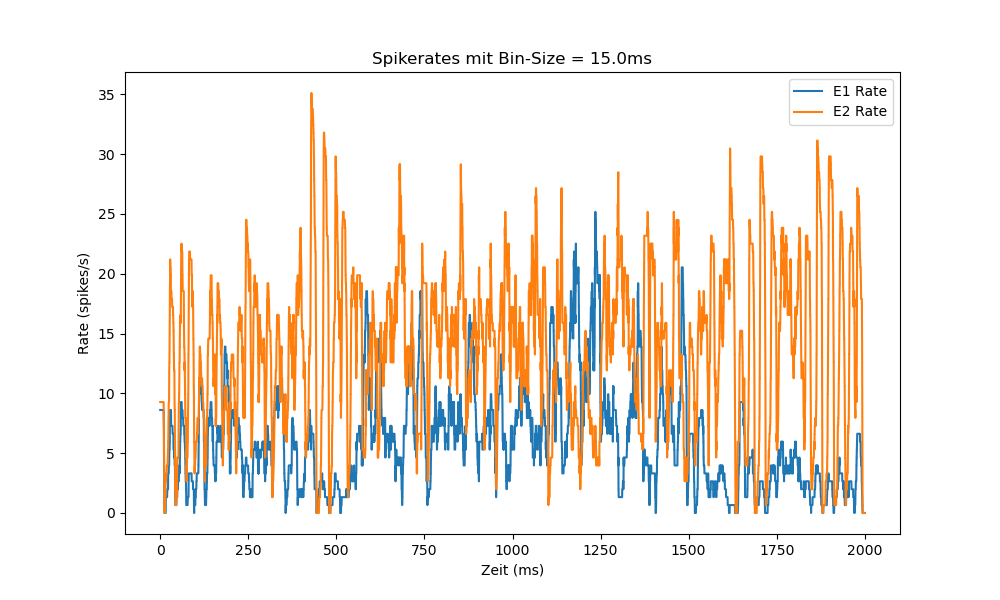 Spikerates mit Bin-Size = 15.0ms
E1 Rate
E2 Rate
35
30
25
20
15
10
5
0
Rate (spikes/s)
0 250 500 750 1000 1250 1500 1750 2000
Zeit (ms)